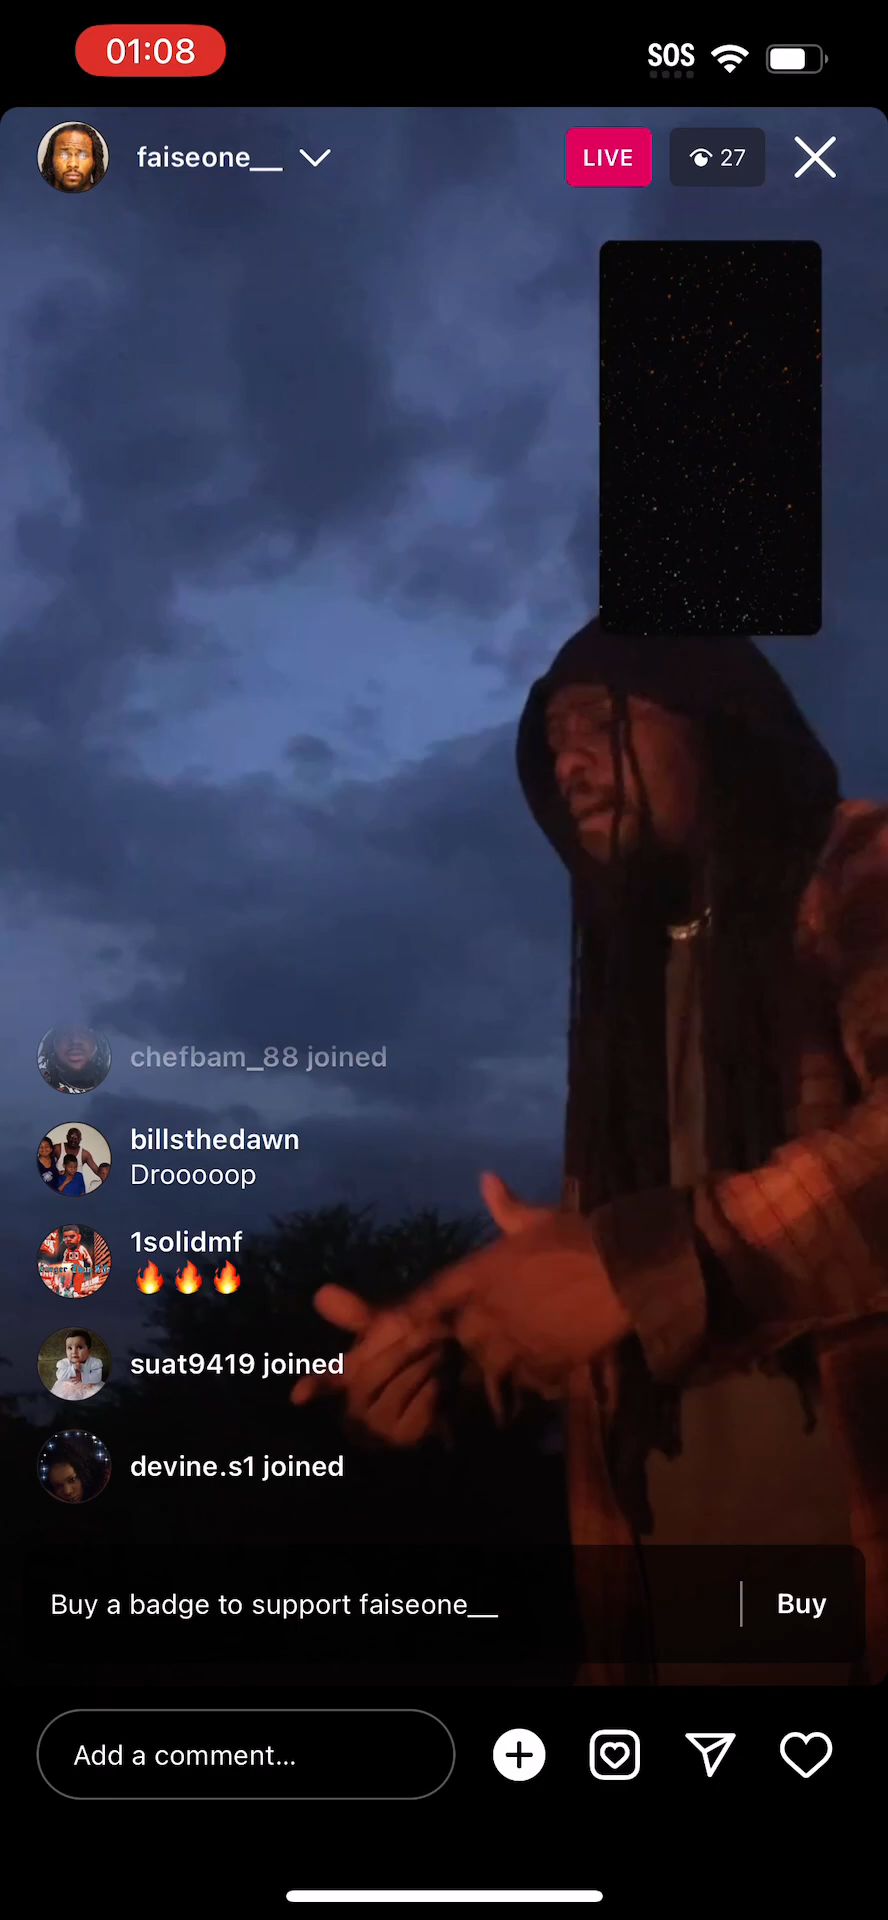 01:08
SOS
faiseone__
LIVE
27
chefbam_88 joined
billsthedawn
Drooooop
1solidmf
suat9419 joined
devine.s1 joined
Buy a badge to support faiseone__
Buy
Add a comment...